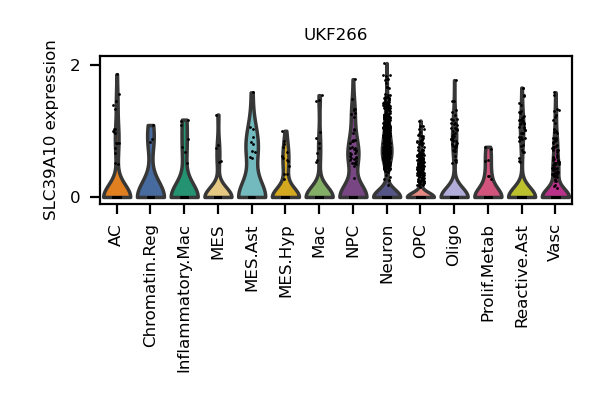 UKF266
SLC39A10 expression
2
0
AC
Chromatin.Reg
Inflammatory.Mac
MES
MES.Ast
MES.Hyp
Mac
NPC
Neuron
OPC
Oligo
Prolif.Metab
Reactive.Ast
Vasc